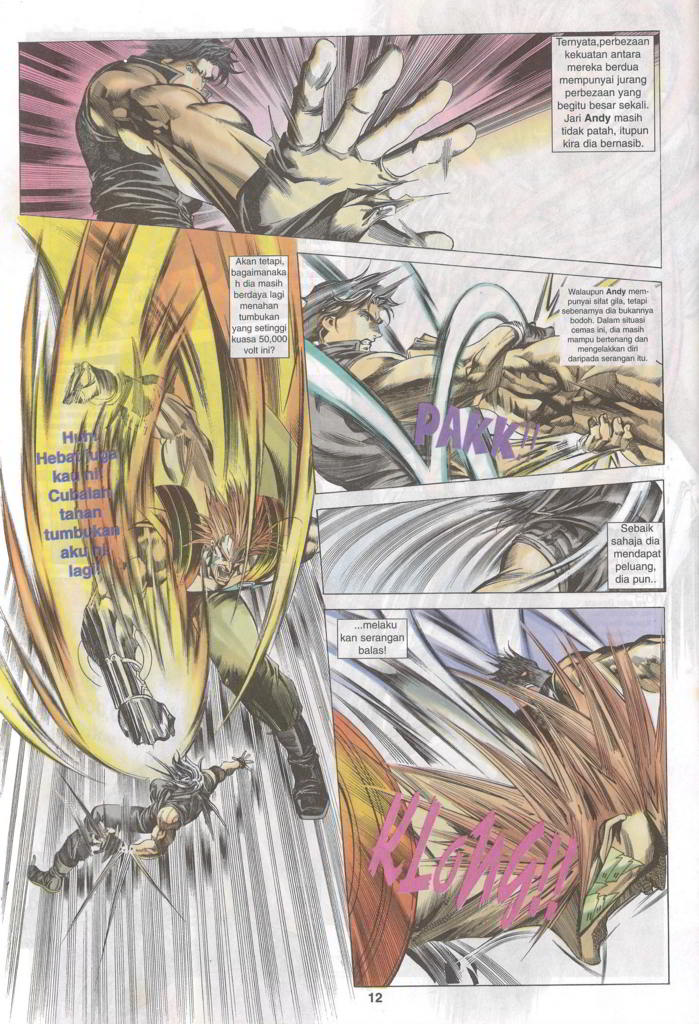 Ternyata,perbezaan
kekuatan antara
mereka berdua
mempunyai jurang
perbezaan yang
begitu besar sekali.
Jari Andy masih
tidak patah, itupun
kira dia bernasib.
Akan tetapi,
bagaimanaka
h dia masih
berdaya lagi
menahan
tumbukan
yang setinggi
kuasa 50,000
volt ini?
Huh!
Hebat juga
kau ni!
Cubalah
tahan
tumbukan
aku ni
lagi!
Walaupun Andy mem-
punyai sifat gila, tetapi
sebenarnya dia bukannya
bodoh. Dalam situasi
cemas ini, dia masih
mampu bertenang dan
mengelakkan diri
daripada serangan itu.
PAKK!!
Sebaik
sahaja dia
mendapat
peluang,
dia pun..
...melaku
kan serangan
balas!
KLONG!!
12